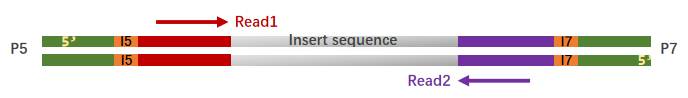 Read1
P5 5' I5 Insert sequence I7 P7
I5 I7 5'
Read2